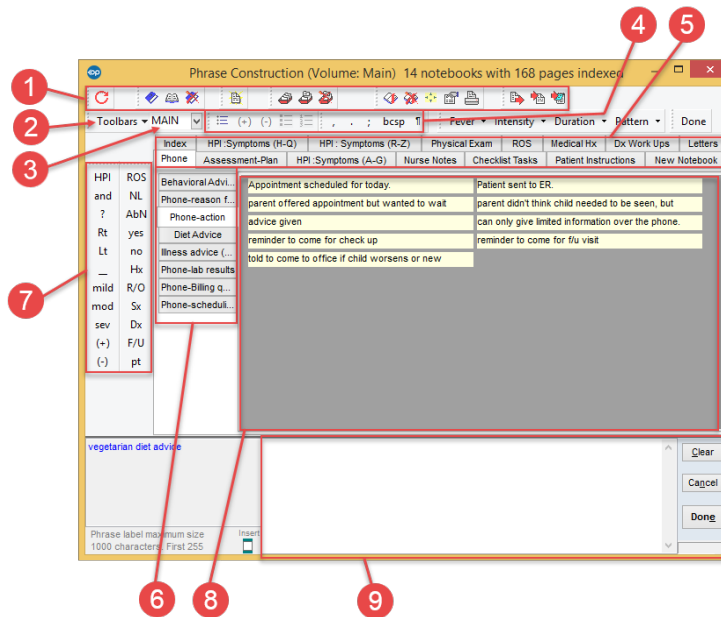 4
5
Phrase Construction (Volume: Main) 14 notebooks with 168 pages indexed
1
2
Toolbars MAIN (+) (-) , . ; bcsp ¶ Fever Intensity Duration Pattern Done
3
Index HPI :Symptoms (H-Q) HPI : Symptoms (R-Z) Physical Exam ROS Medical Hx Dx Work Ups Letters
Phone Assessment-Plan HPI :Symptoms (A-G) Nurse Notes Checklist Tasks Patient Instructions New Notebook
HPI ROS
and NL
? AbN
Rt yes
Lt no
__ Hx
mild R/O
mod Sx
sev Dx
(+) F/U
(-) pt
7
Behavioral Advi...
Phone-reason f...
Phone-action
Diet Advice
Illness advice (...
Phone-lab results
Phone-Billing q...
Phone-scheduli...
Appointment scheduled for today. Patient sent to ER.
parent offered appointment but wanted to wait parent didn't think child needed to be seen, but
advice given can only give limited information over the phone.
reminder to come for check up reminder to come for f/u visit
told to come to office if child worsens or new
vegetarian diet advice
Clear
Cancel
Done
Phrase label maximum size
1000 characters. First 255
Insert
6
8
9